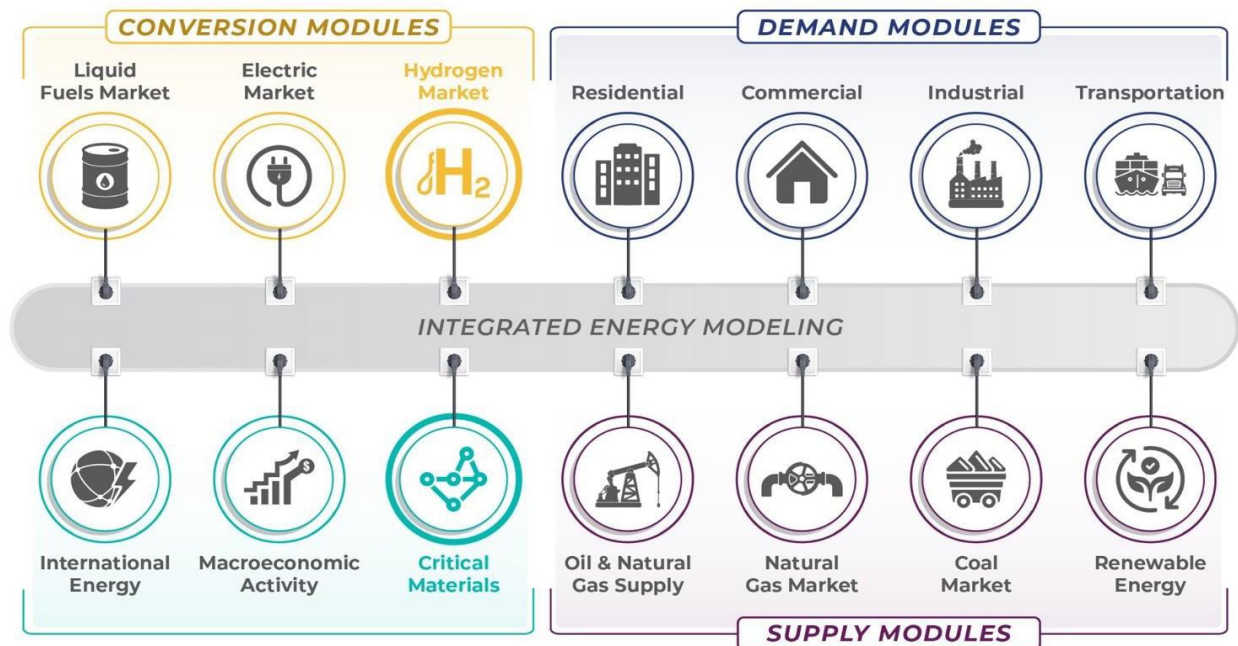 CONVERSION MODULES
DEMAND MODULES
Liquid
Fuels Market
Electric
Market
Hydrogen
Market
Residential
Commercial
Industrial
Transportation
H2
INTEGRATED ENERGY MODELING
$
International
Energy
Macroeconomic
Activity
Critical
Materials
Oil & Natural
Gas Supply
Natural
Gas Market
Coal
Market
Renewable
Energy
SUPPLY MODULES